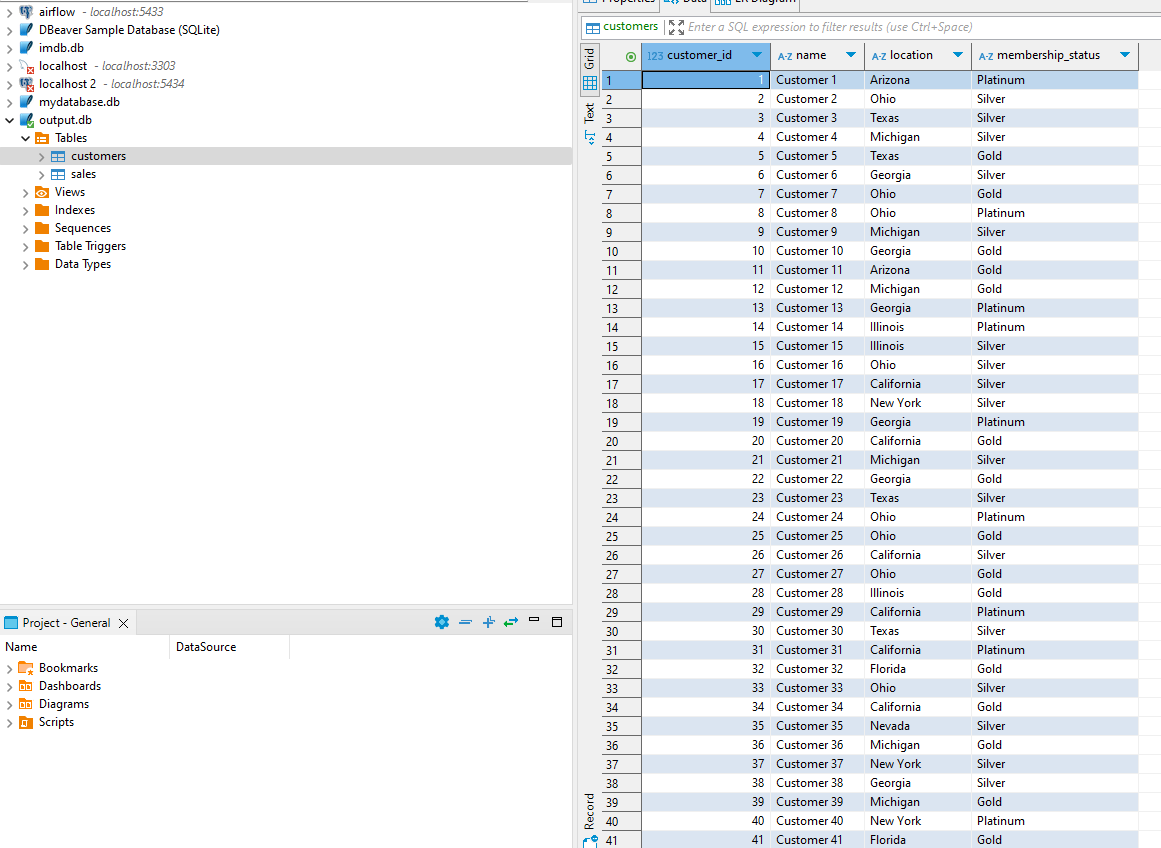 airflow - localhost:5433
DBeaver Sample Database (SQLite)
imdb.db
localhost - localhost:3303
localhost 2 - localhost:5434
mydatabase.db
output.db
Tables
customers
sales
Views
Indexes
Sequences
Table Triggers
Data Types
Project - General
Name DataSource
Bookmarks
Dashboards
Diagrams
Scripts
Properties Data ER Diagram
customers Enter a SQL expression to filter results (use Ctrl+Space)
Grid
Text
Record
123 customer_id A-Z name A-Z location A-Z membership_status
1 1 Customer 1 Arizona Platinum
2 2 Customer 2 Ohio Silver
3 3 Customer 3 Texas Silver
4 4 Customer 4 Michigan Silver
5 5 Customer 5 Texas Gold
6 6 Customer 6 Georgia Silver
7 7 Customer 7 Ohio Gold
8 8 Customer 8 Ohio Platinum
9 9 Customer 9 Michigan Silver
10 10 Customer 10 Georgia Gold
11 11 Customer 11 Arizona Gold
12 12 Customer 12 Michigan Gold
13 13 Customer 13 Georgia Platinum
14 14 Customer 14 Illinois Platinum
15 15 Customer 15 Illinois Silver
16 16 Customer 16 Ohio Silver
17 17 Customer 17 California Silver
18 18 Customer 18 New York Silver
19 19 Customer 19 Georgia Platinum
20 20 Customer 20 California Gold
21 21 Customer 21 Michigan Silver
22 22 Customer 22 Georgia Gold
23 23 Customer 23 Texas Silver
24 24 Customer 24 Ohio Platinum
25 25 Customer 25 Ohio Gold
26 26 Customer 26 California Silver
27 27 Customer 27 Ohio Gold
28 28 Customer 28 Illinois Gold
29 29 Customer 29 California Platinum
30 30 Customer 30 Texas Silver
31 31 Customer 31 California Platinum
32 32 Customer 32 Florida Gold
33 33 Customer 33 Ohio Silver
34 34 Customer 34 California Gold
35 35 Customer 35 Nevada Silver
36 36 Customer 36 Michigan Gold
37 37 Customer 37 New York Silver
38 38 Customer 38 Georgia Silver
39 39 Customer 39 Michigan Gold
40 40 Customer 40 New York Platinum
41 41 Customer 41 Florida Gold